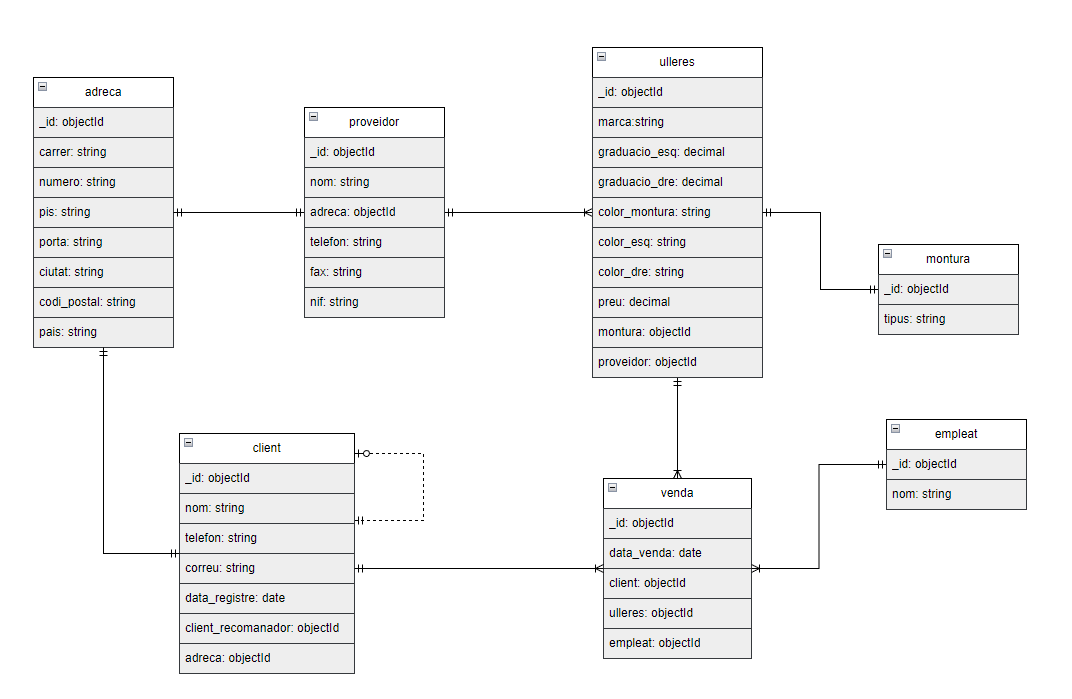 adreca
_id: objectId
carrer: string
numero: string
pis: string
porta: string
ciutat: string
codi_postal: string
pais: string
proveidor
_id: objectId
nom: string
adreca: objectId
telefon: string
fax: string
nif: string
ulleres
_id: objectId
marca:string
graduacio_esq: decimal
graduacio_dre: decimal
color_montura: string
color_esq: string
color_dre: string
preu: decimal
montura: objectId
proveidor: objectId
montura
_id: objectId
tipus: string
client
_id: objectId
nom: string
telefon: string
correu: string
data_registre: date
client_recomanador: objectId
adreca: objectId
venda
_id: objectId
data_venda: date
client: objectId
ulleres: objectId
empleat: objectId
empleat
_id: objectId
nom: string